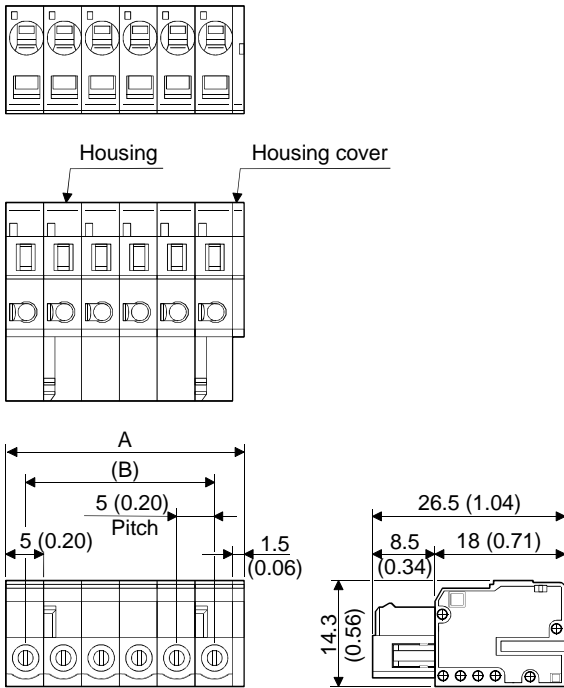 Housing
Housing cover
A
(B)
5 (0.20)
Pitch
5 (0.20)
1.5
(0.06)
26.5 (1.04)
8.5
(0.34)
18 (0.71)
14.3
(0.56)